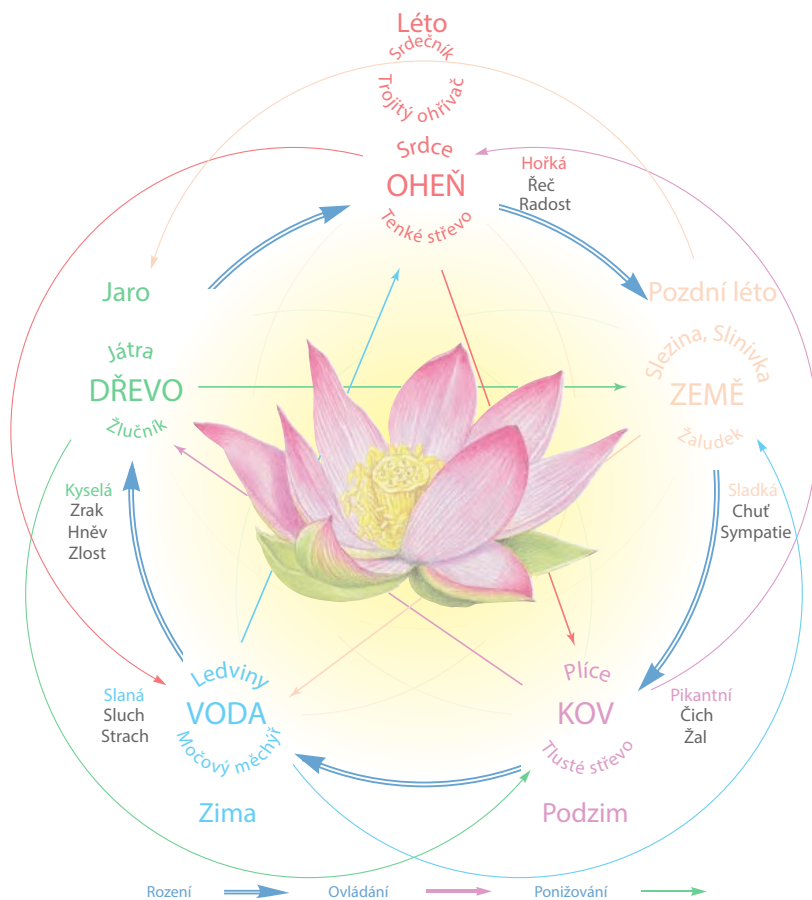 Léto
Srdečník
Trojitý ohřívač
Srdce
OHEŇ
Tenké střevo
Hořká
Řeč
Radost
Jaro
Játra
DŘEVO
Žlučník
Kyselá
Zrak
Hněv
Zlost
Pozdní léto
Slezina, Slinivka
ZEMĚ
Žaludek
Sladká
Chuť
Sympatie
Slaná
Sluch
Strach
Ledviny
VODA
Močový měchýř
Zima
Plíce
KOV
Tlusté střevo
Podzim
Pikantní
Čich
Žal
Rození Ovládání Ponižování